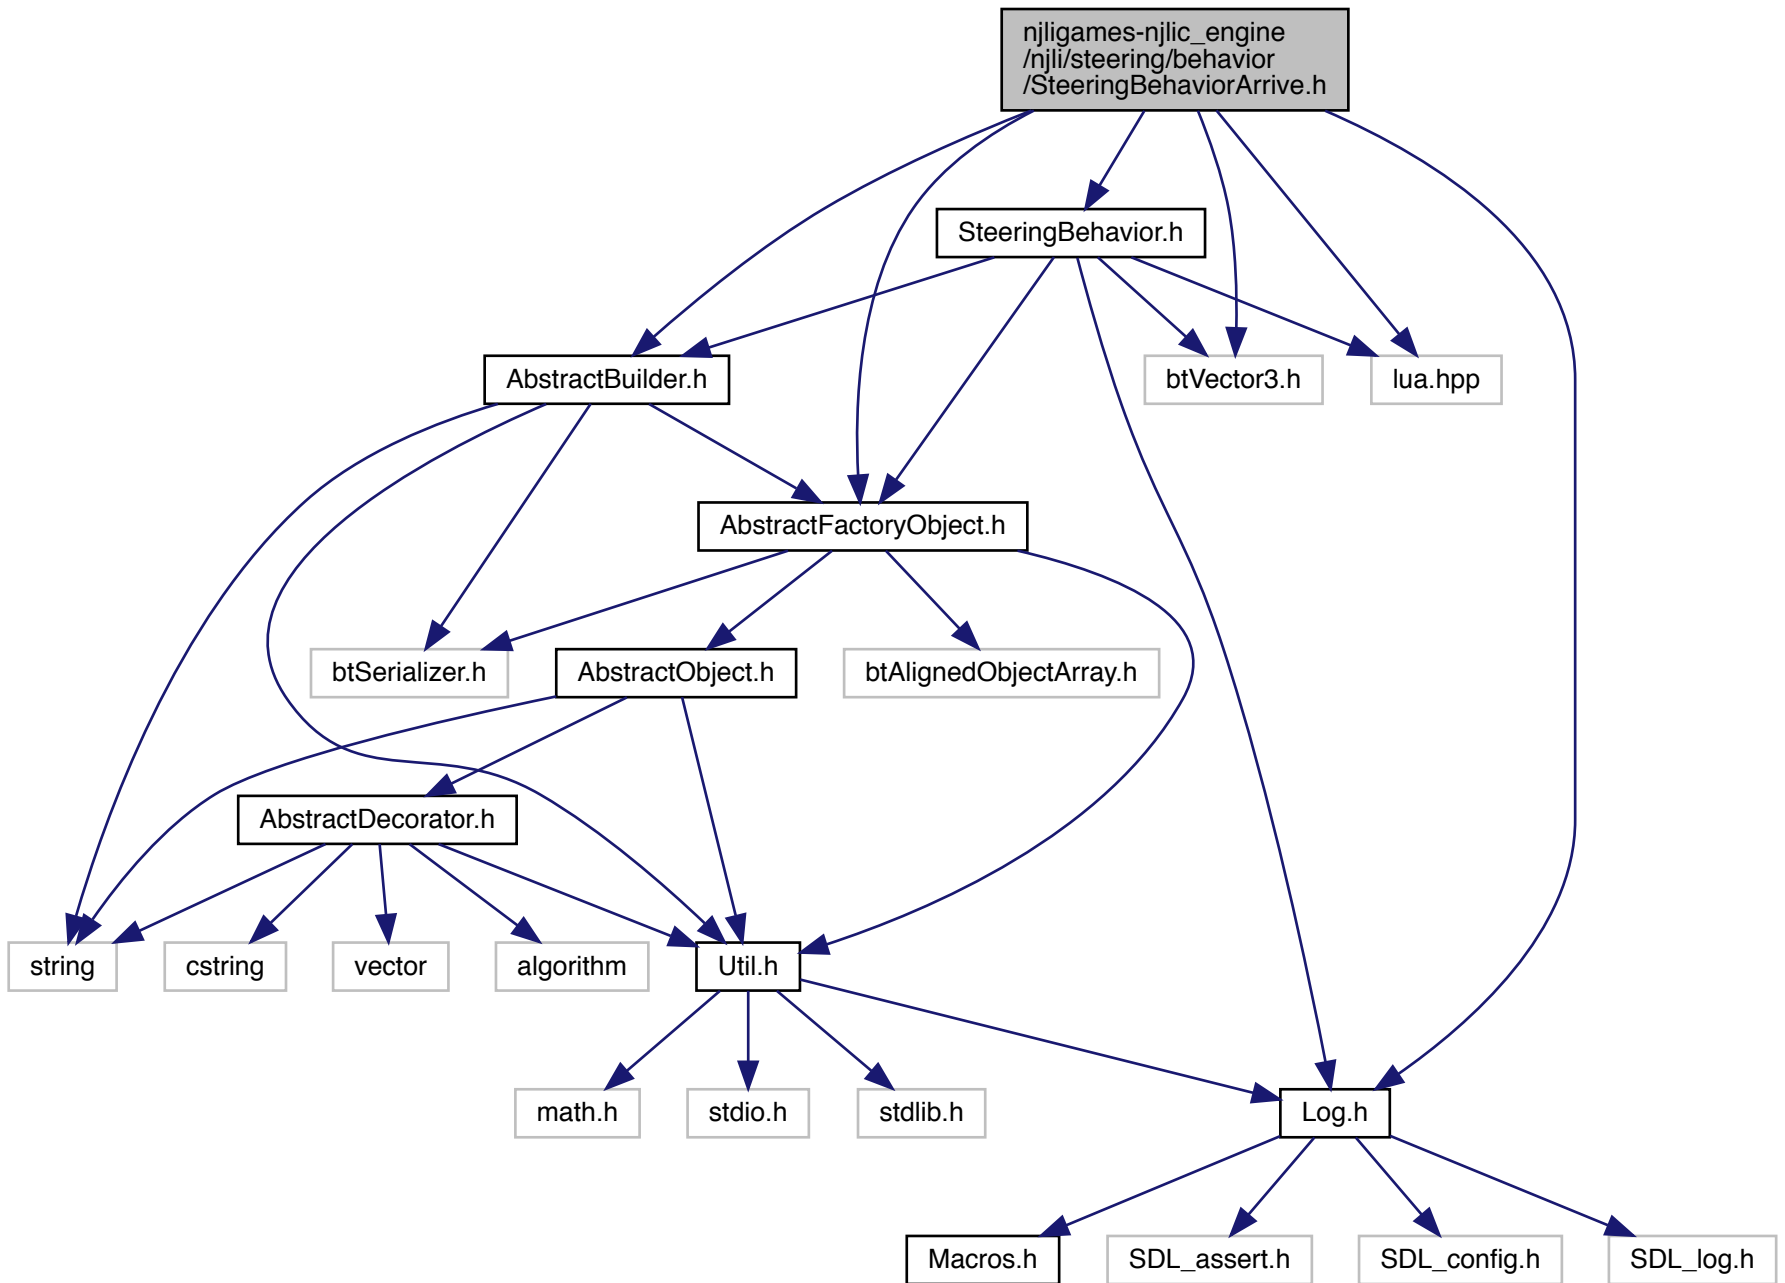 njligames-njlic_engine
/njli/steering/behavior
/SteeringBehaviorArrive.h
SteeringBehavior.h
AbstractBuilder.h
btVector3.h
lua.hpp
AbstractFactoryObject.h
btSerializer.h
AbstractObject.h
btAlignedObjectArray.h
AbstractDecorator.h
string
cstring
vector
algorithm
Util.h
math.h
stdio.h
stdlib.h
Log.h
Macros.h
SDL_assert.h
SDL_config.h
SDL_log.h